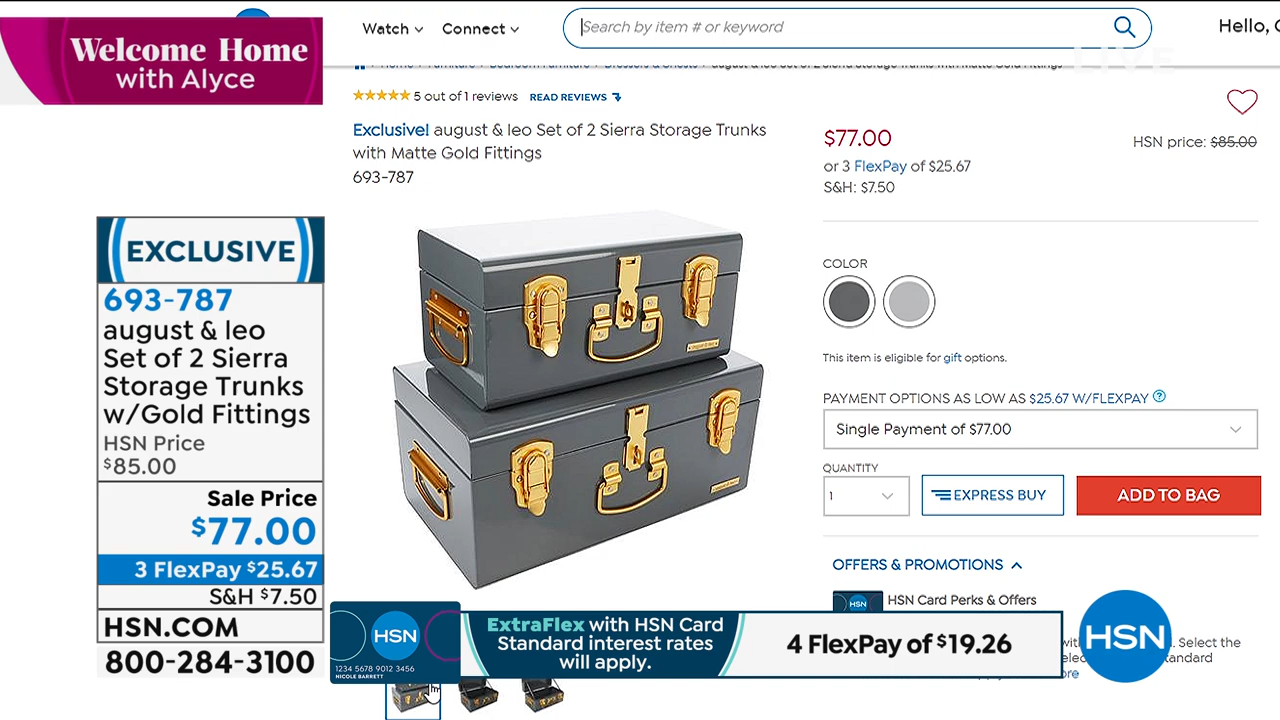 Welcome Home
with Alyce
Watch
Connect
Search by item # or keyword
Hello,
LIVE
5 out of 1 reviews READ REVIEWS
Exclusive! august & leo Set of 2 Sierra Storage Trunks
with Matte Gold Fittings
693-787
$77.00
HSN price: $85.00
or 3 FlexPay of $25.67
S&H: $7.50
COLOR
This item is eligible for gift options.
PAYMENT OPTIONS AS LOW AS $25.67 W/FLEXPAY ?
Single Payment of $77.00
QUANTITY
1
EXPRESS BUY
ADD TO BAG
OFFERS & PROMOTIONS
HSN
HSN Card Perks & Offers
Select the
EXCLUSIVE
693-787
august & leo
Set of 2 Sierra
Storage Trunks
w/Gold Fittings
HSN Price
$85.00
Sale Price
$77.00
3 FlexPay $25.67
S&H $7.50
HSN.COM
800-284-3100
HSN
1234 5678 9012 3456
NICOLE BARRETT
ExtraFlex with HSN Card
Standard interest rates
will apply.
4 FlexPay of $19.26
HSN